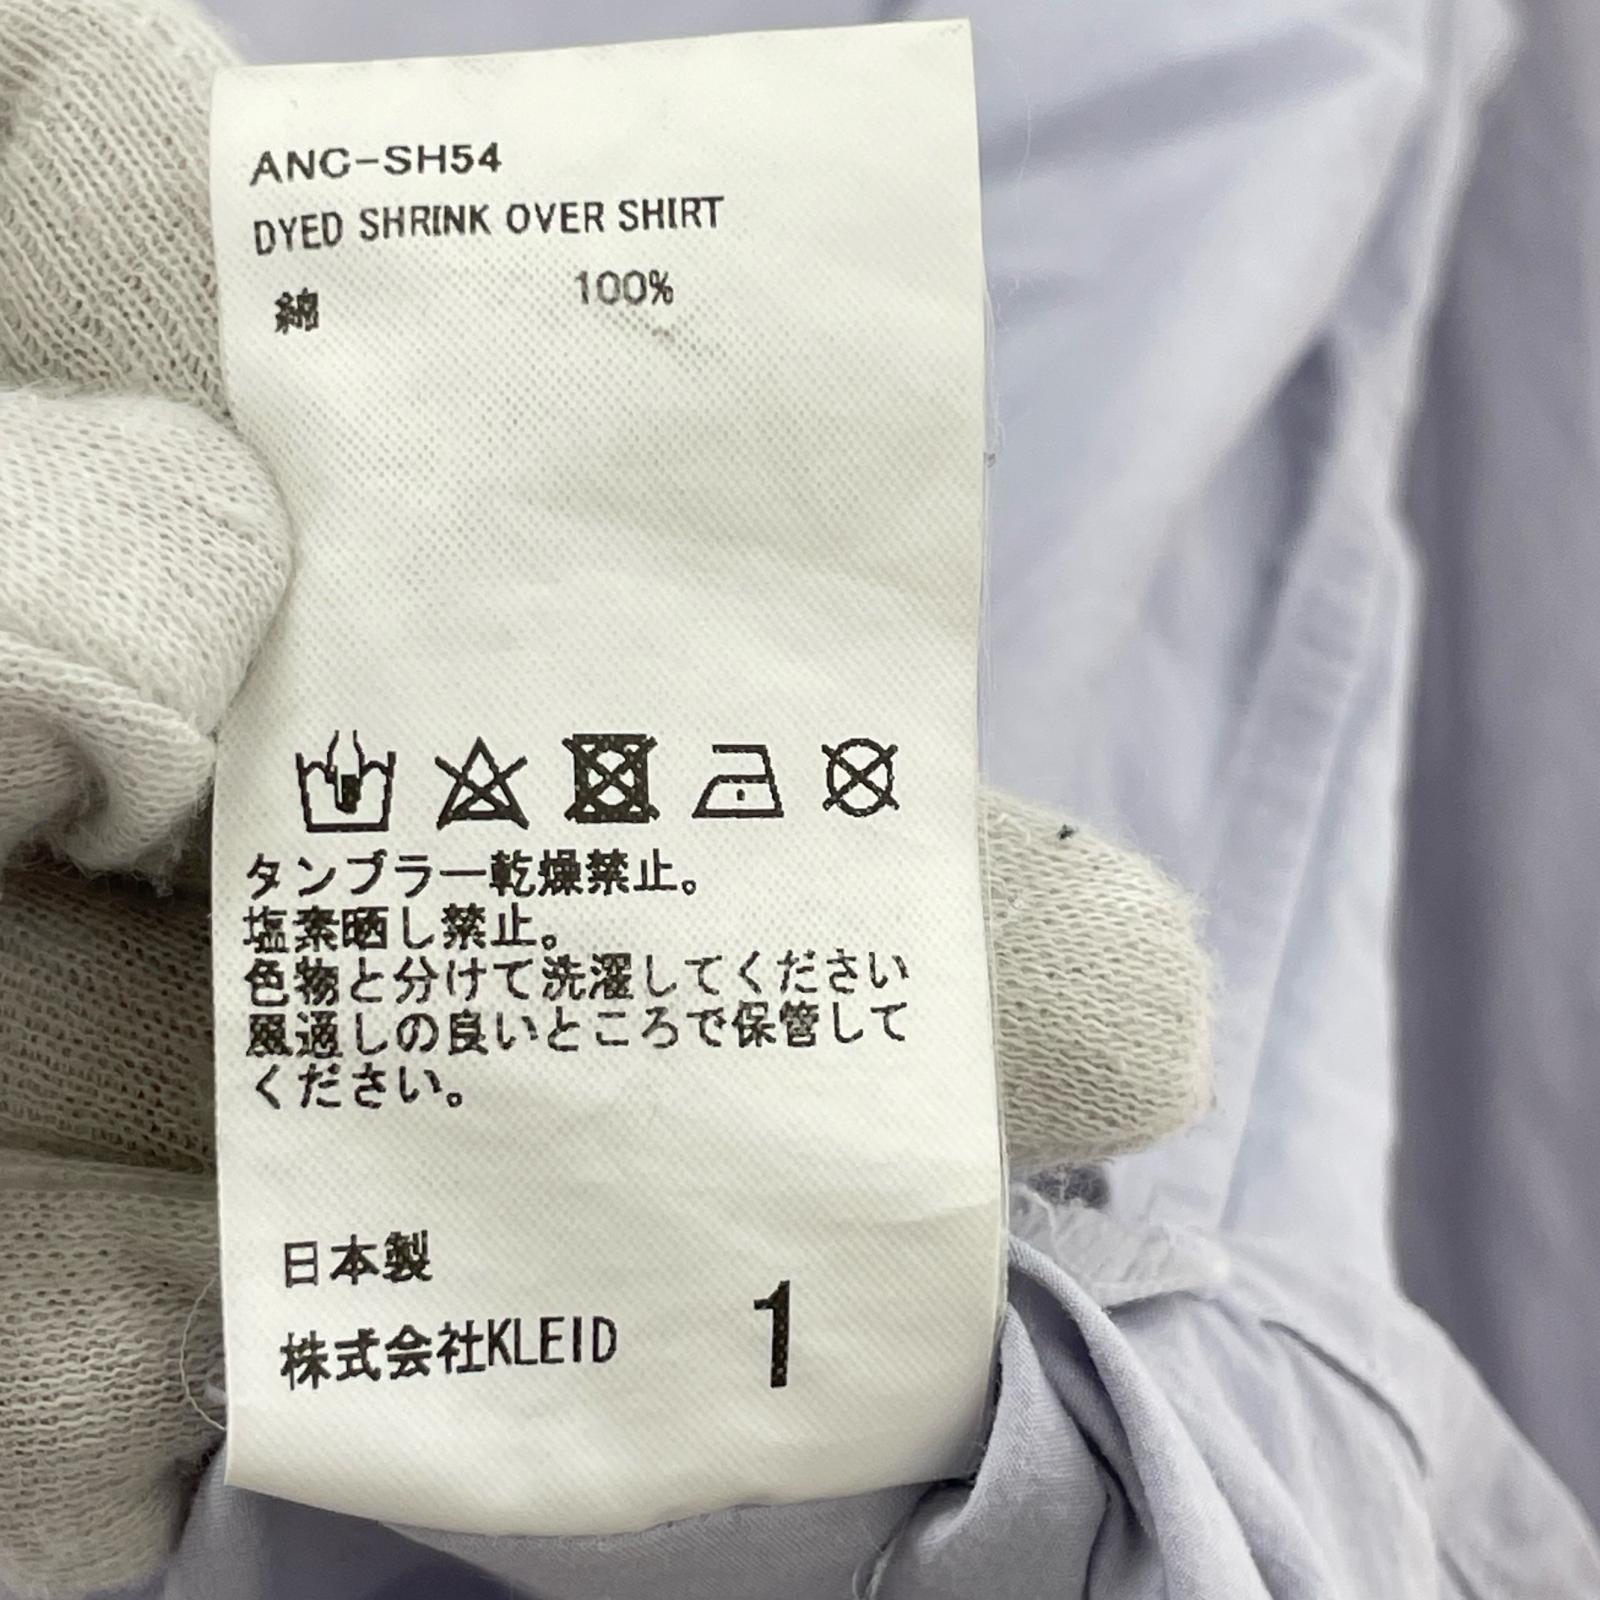 ANC-SH54
DYED SHRINK OVER SHIRT
綿 100%
タンブラー乾燥禁止。
塩素晒し禁止。
色物と分けて洗濯してください
風通しの良いところで保管して
ください。
日本製
株式会社KLEID 1